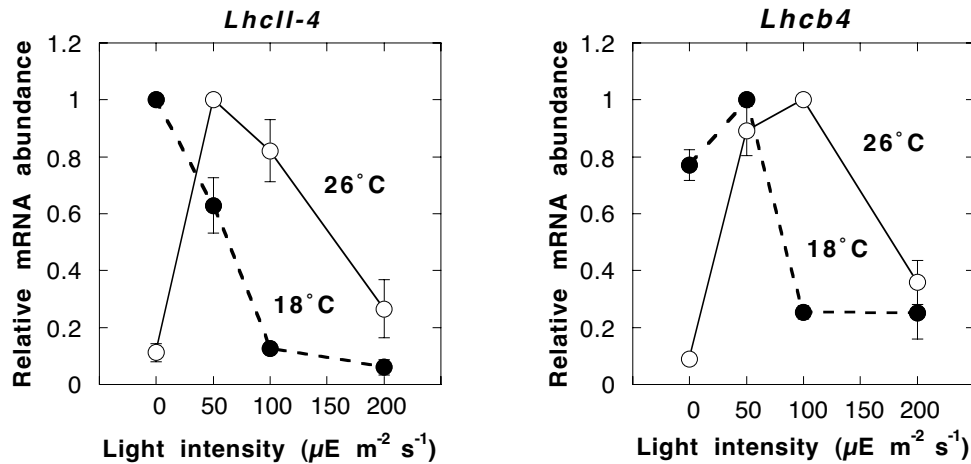 LhcII-4
Relative mRNA abundance
1.2
1
0.8
0.6
0.4
0.2
0
26°C
18°C
0 50 100 150 200
Light intensity (µE m⁻² s⁻¹)
Lhcb4
Relative mRNA abundance
1.2
1
0.8
0.6
0.4
0.2
0
26°C
18°C
0 50 100 150 200
Light intensity (µE m⁻² s⁻¹)